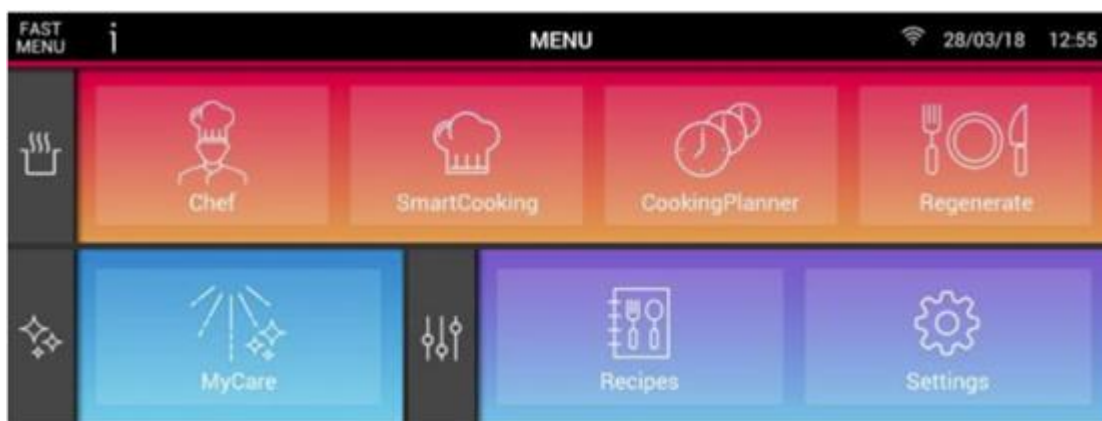 FAST
MENU
i
MENU
28/03/18 12:55
Chef
SmartCooking
CookingPlanner
Regenerate
MyCare
Recipes
Settings